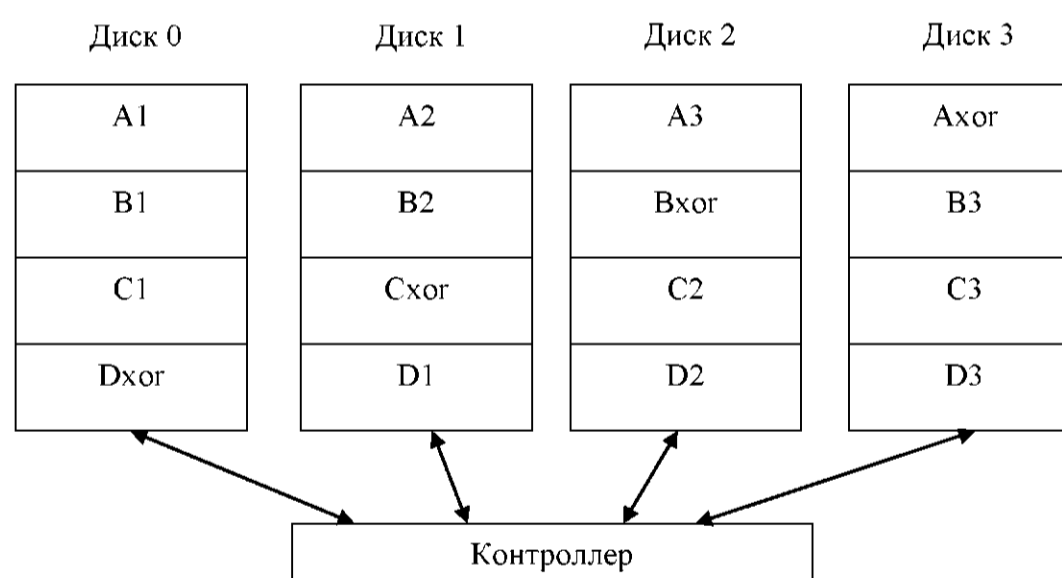 Диск 0 Диск 1 Диск 2 Диск 3
A1 A2 A3 Axor
B1 B2 Bxor B3
C1 Cxor C2 C3
Dxor D1 D2 D3
Контроллер